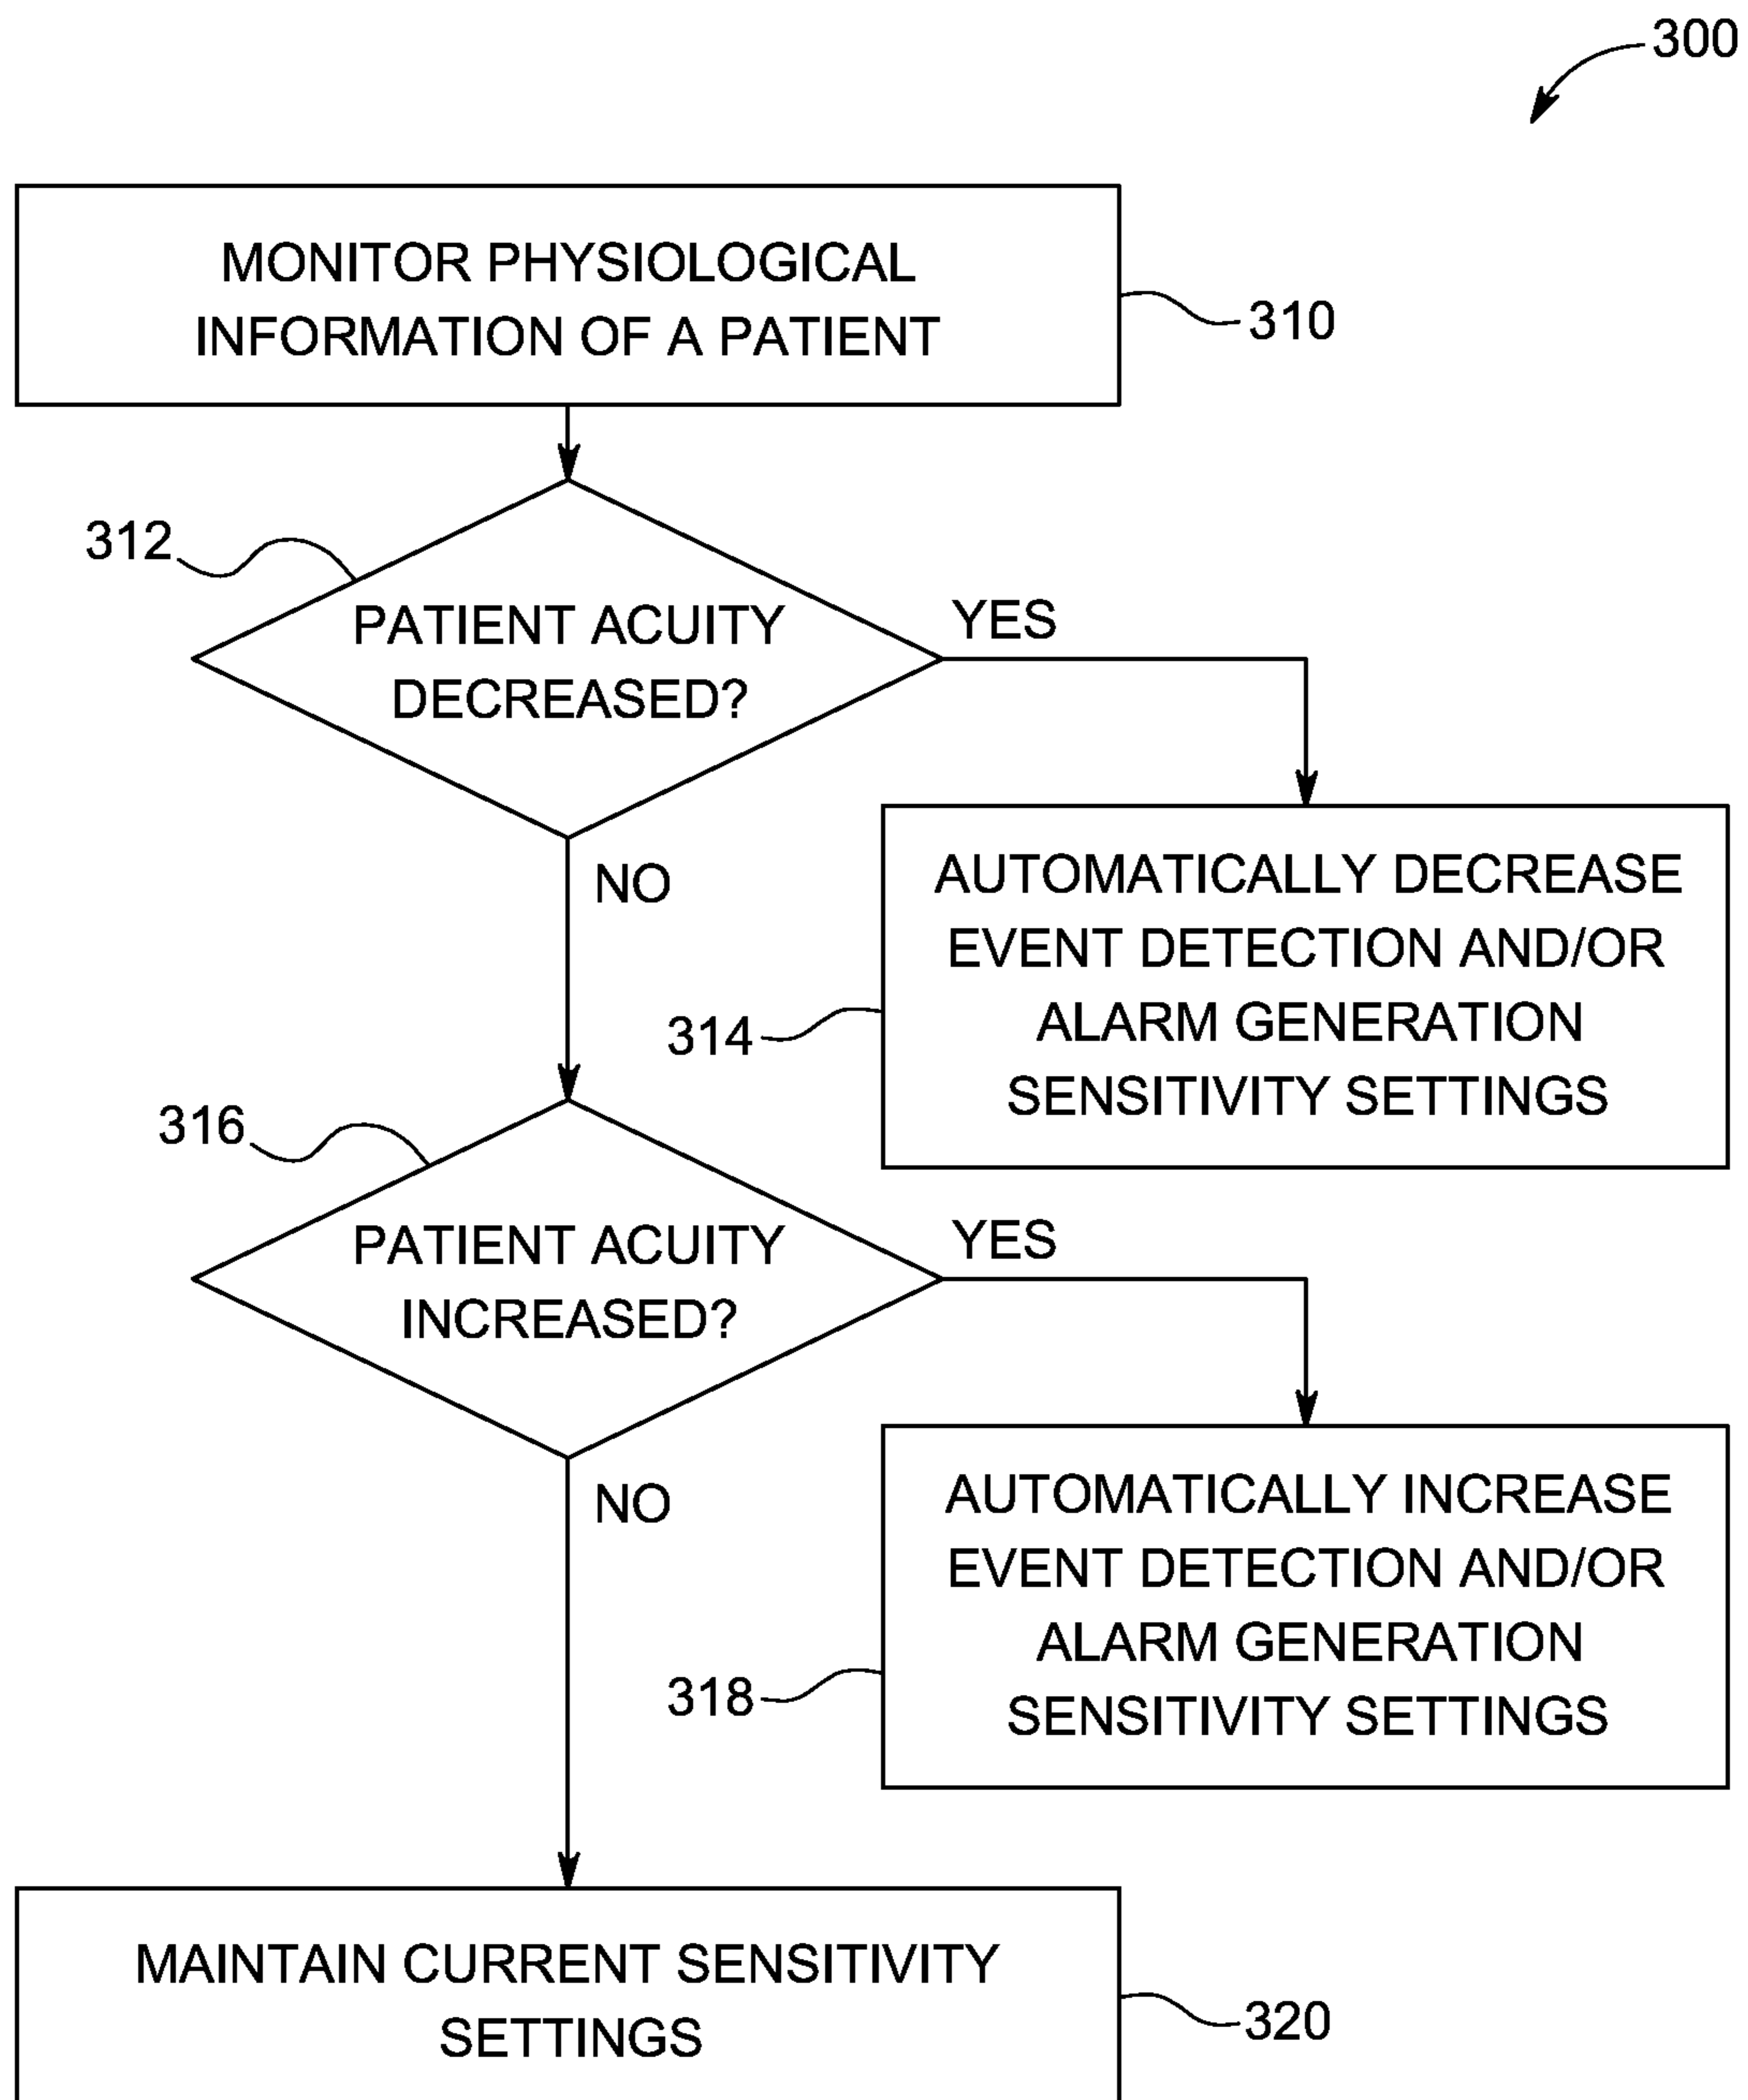 300
MONITOR PHYSIOLOGICAL
INFORMATION OF A PATIENT
310
312
PATIENT ACUITY
DECREASED?
YES
NO
AUTOMATICALLY DECREASE
EVENT DETECTION AND/OR
ALARM GENERATION
SENSITIVITY SETTINGS
314
316
PATIENT ACUITY
INCREASED?
YES
NO
AUTOMATICALLY INCREASE
EVENT DETECTION AND/OR
ALARM GENERATION
SENSITIVITY SETTINGS
318
MAINTAIN CURRENT SENSITIVITY
SETTINGS
320